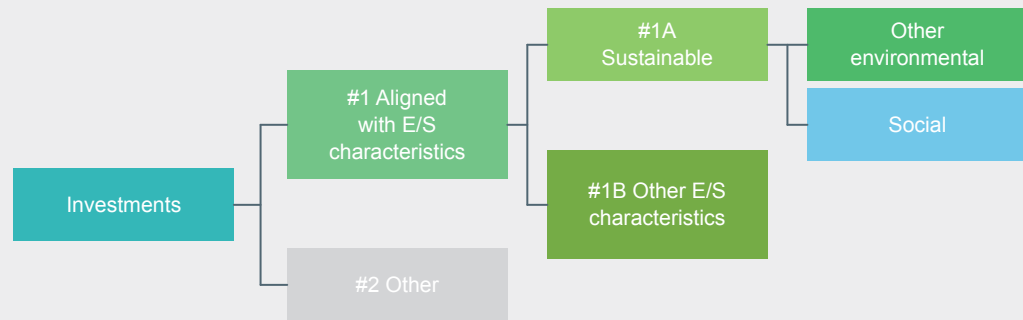 Investments
#1 Aligned
with E/S
characteristics
#2 Other
#1A
Sustainable
#1B Other E/S
characteristics
Other
environmental
Social